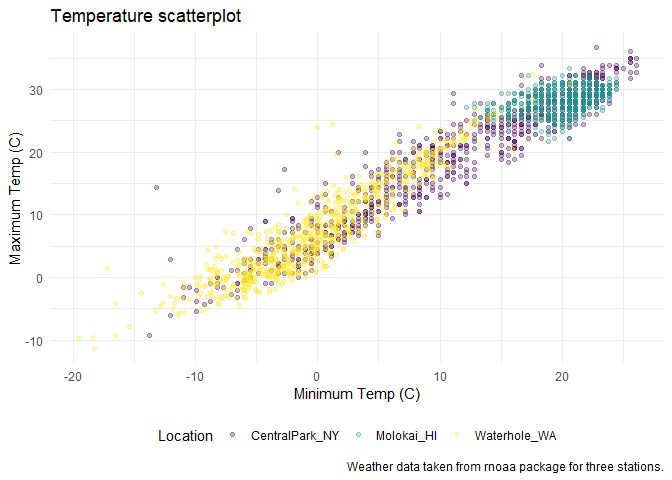 Temperature scatterplot
Maximum Temp (C)
30
20
10
0
-10
-20
-10
0
10
20
Minimum Temp (C)
Location CentralPark_NY Molokai_HI Waterhole_WA
Weather data taken from rnoaa package for three stations.